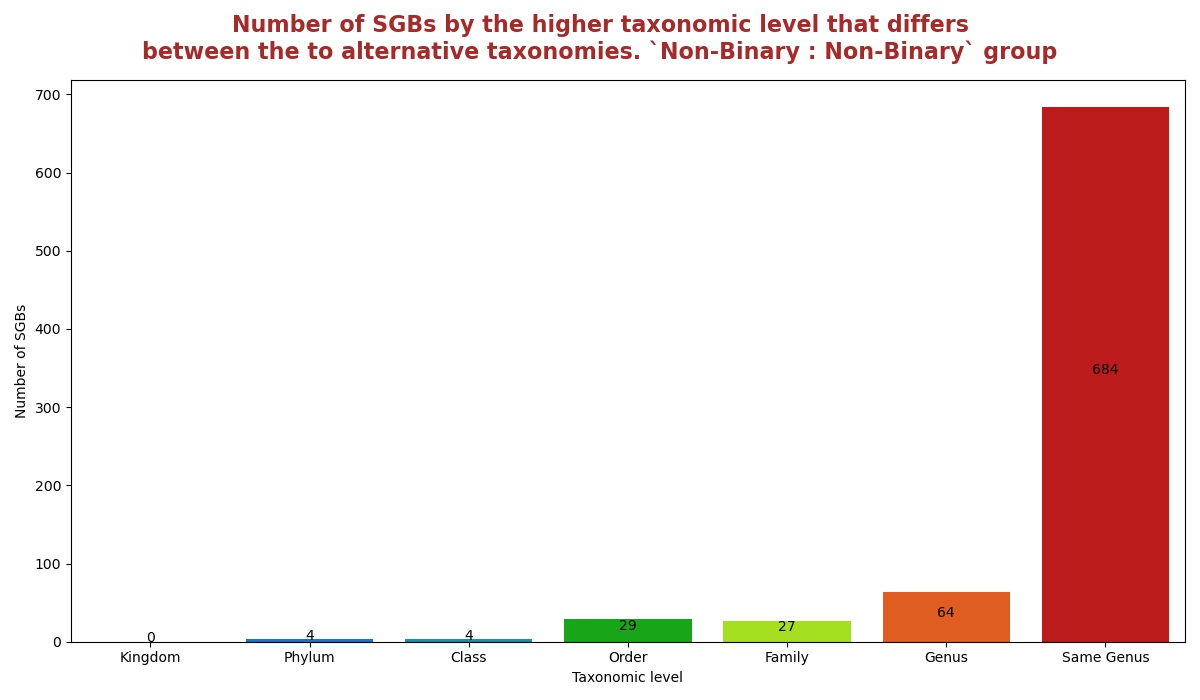 Number of SGBs by the higher taxonomic level that differs
between the to alternative taxonomies. `Non-Binary : Non-Binary` group
700
600
500
400
300
200
100
0
Number of SGBs
0
4
4
29
27
64
684
Kingdom
Phylum
Class
Order
Family
Genus
Same Genus
Taxonomic level